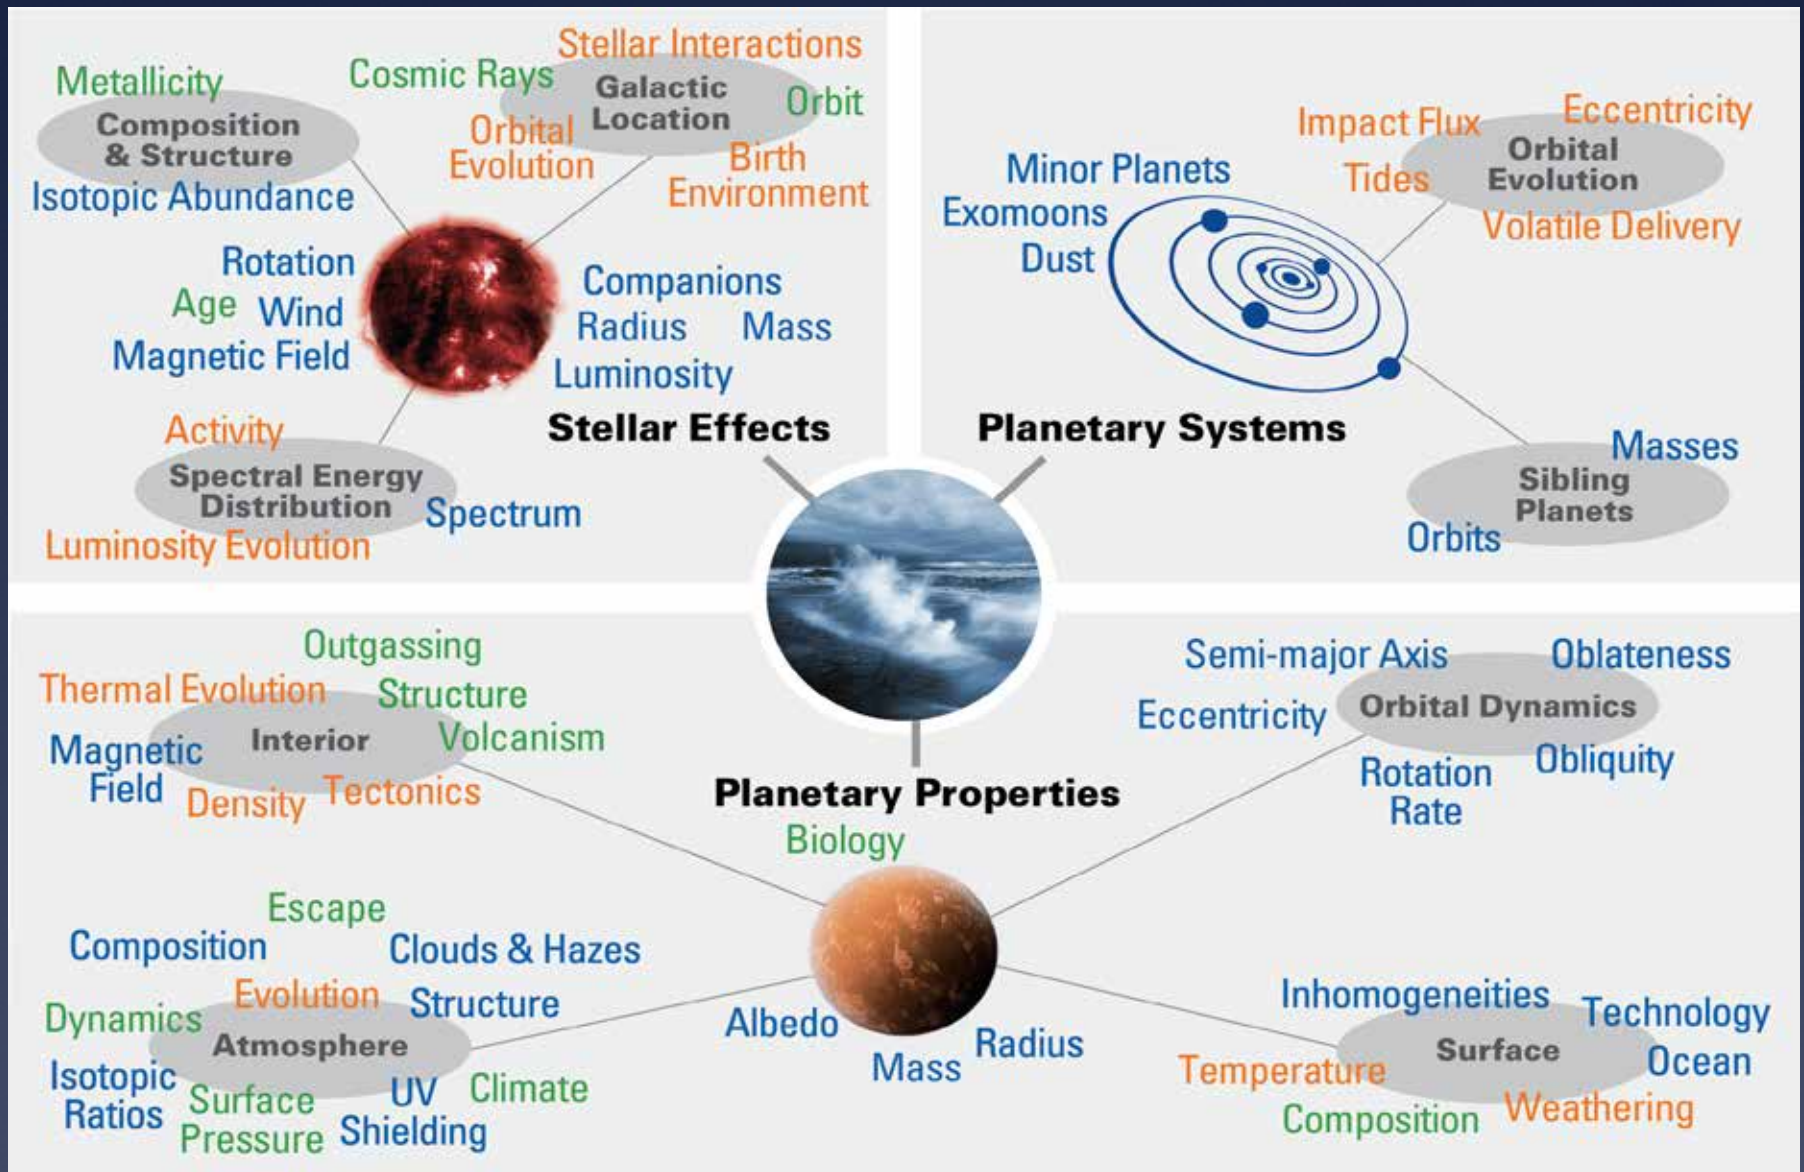 Stellar Interactions
Metallicity
Cosmic Rays
Galactic
Location
Orbit
Composition
& Structure
Orbital
Evolution
Birth
Environment
Isotopic Abundance
Rotation
Age
Wind
Magnetic Field
Companions
Radius
Mass
Luminosity
Activity
Spectral Energy
Distribution
Spectrum
Luminosity Evolution
Stellar Effects
Eccentricity
Impact Flux
Orbital
Evolution
Tides
Volatile Delivery
Minor Planets
Exomoons
Dust
Planetary Systems
Masses
Sibling
Planets
Orbits
Outgassing
Thermal Evolution
Structure
Interior
Volcanism
Magnetic
Field
Density
Tectonics
Planetary Properties
Biology
Semi-major Axis
Oblateness
Eccentricity
Orbital Dynamics
Rotation
Rate
Obliquity
Escape
Composition
Clouds & Hazes
Evolution
Structure
Dynamics
Atmosphere
Isotopic
Ratios
Surface
Pressure
UV
Shielding
Climate
Albedo
Mass
Radius
Inhomogeneities
Technology
Surface
Ocean
Temperature
Composition
Weathering